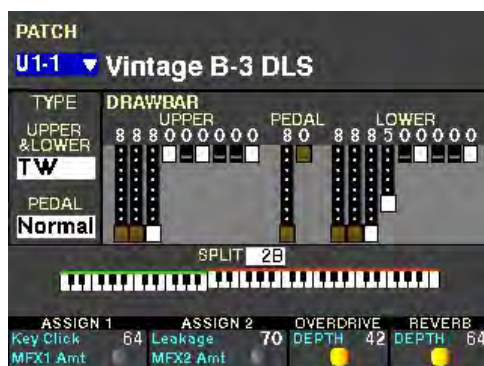 PATCH
U1-1 Vintage B-3 DLS
TYPE DRAWBAR
UPPER PEDAL LOWER
UPPER 888000000 80 888500000
&LOWER
TW
PEDAL
Normal
SPLIT 2B
ASSIGN 1 ASSIGN 2 OVERDRIVE REVERB
Key Click 64 Leakage 70 DEPTH 42 DEPTH 64
MFX1 Amt MFX2 Amt